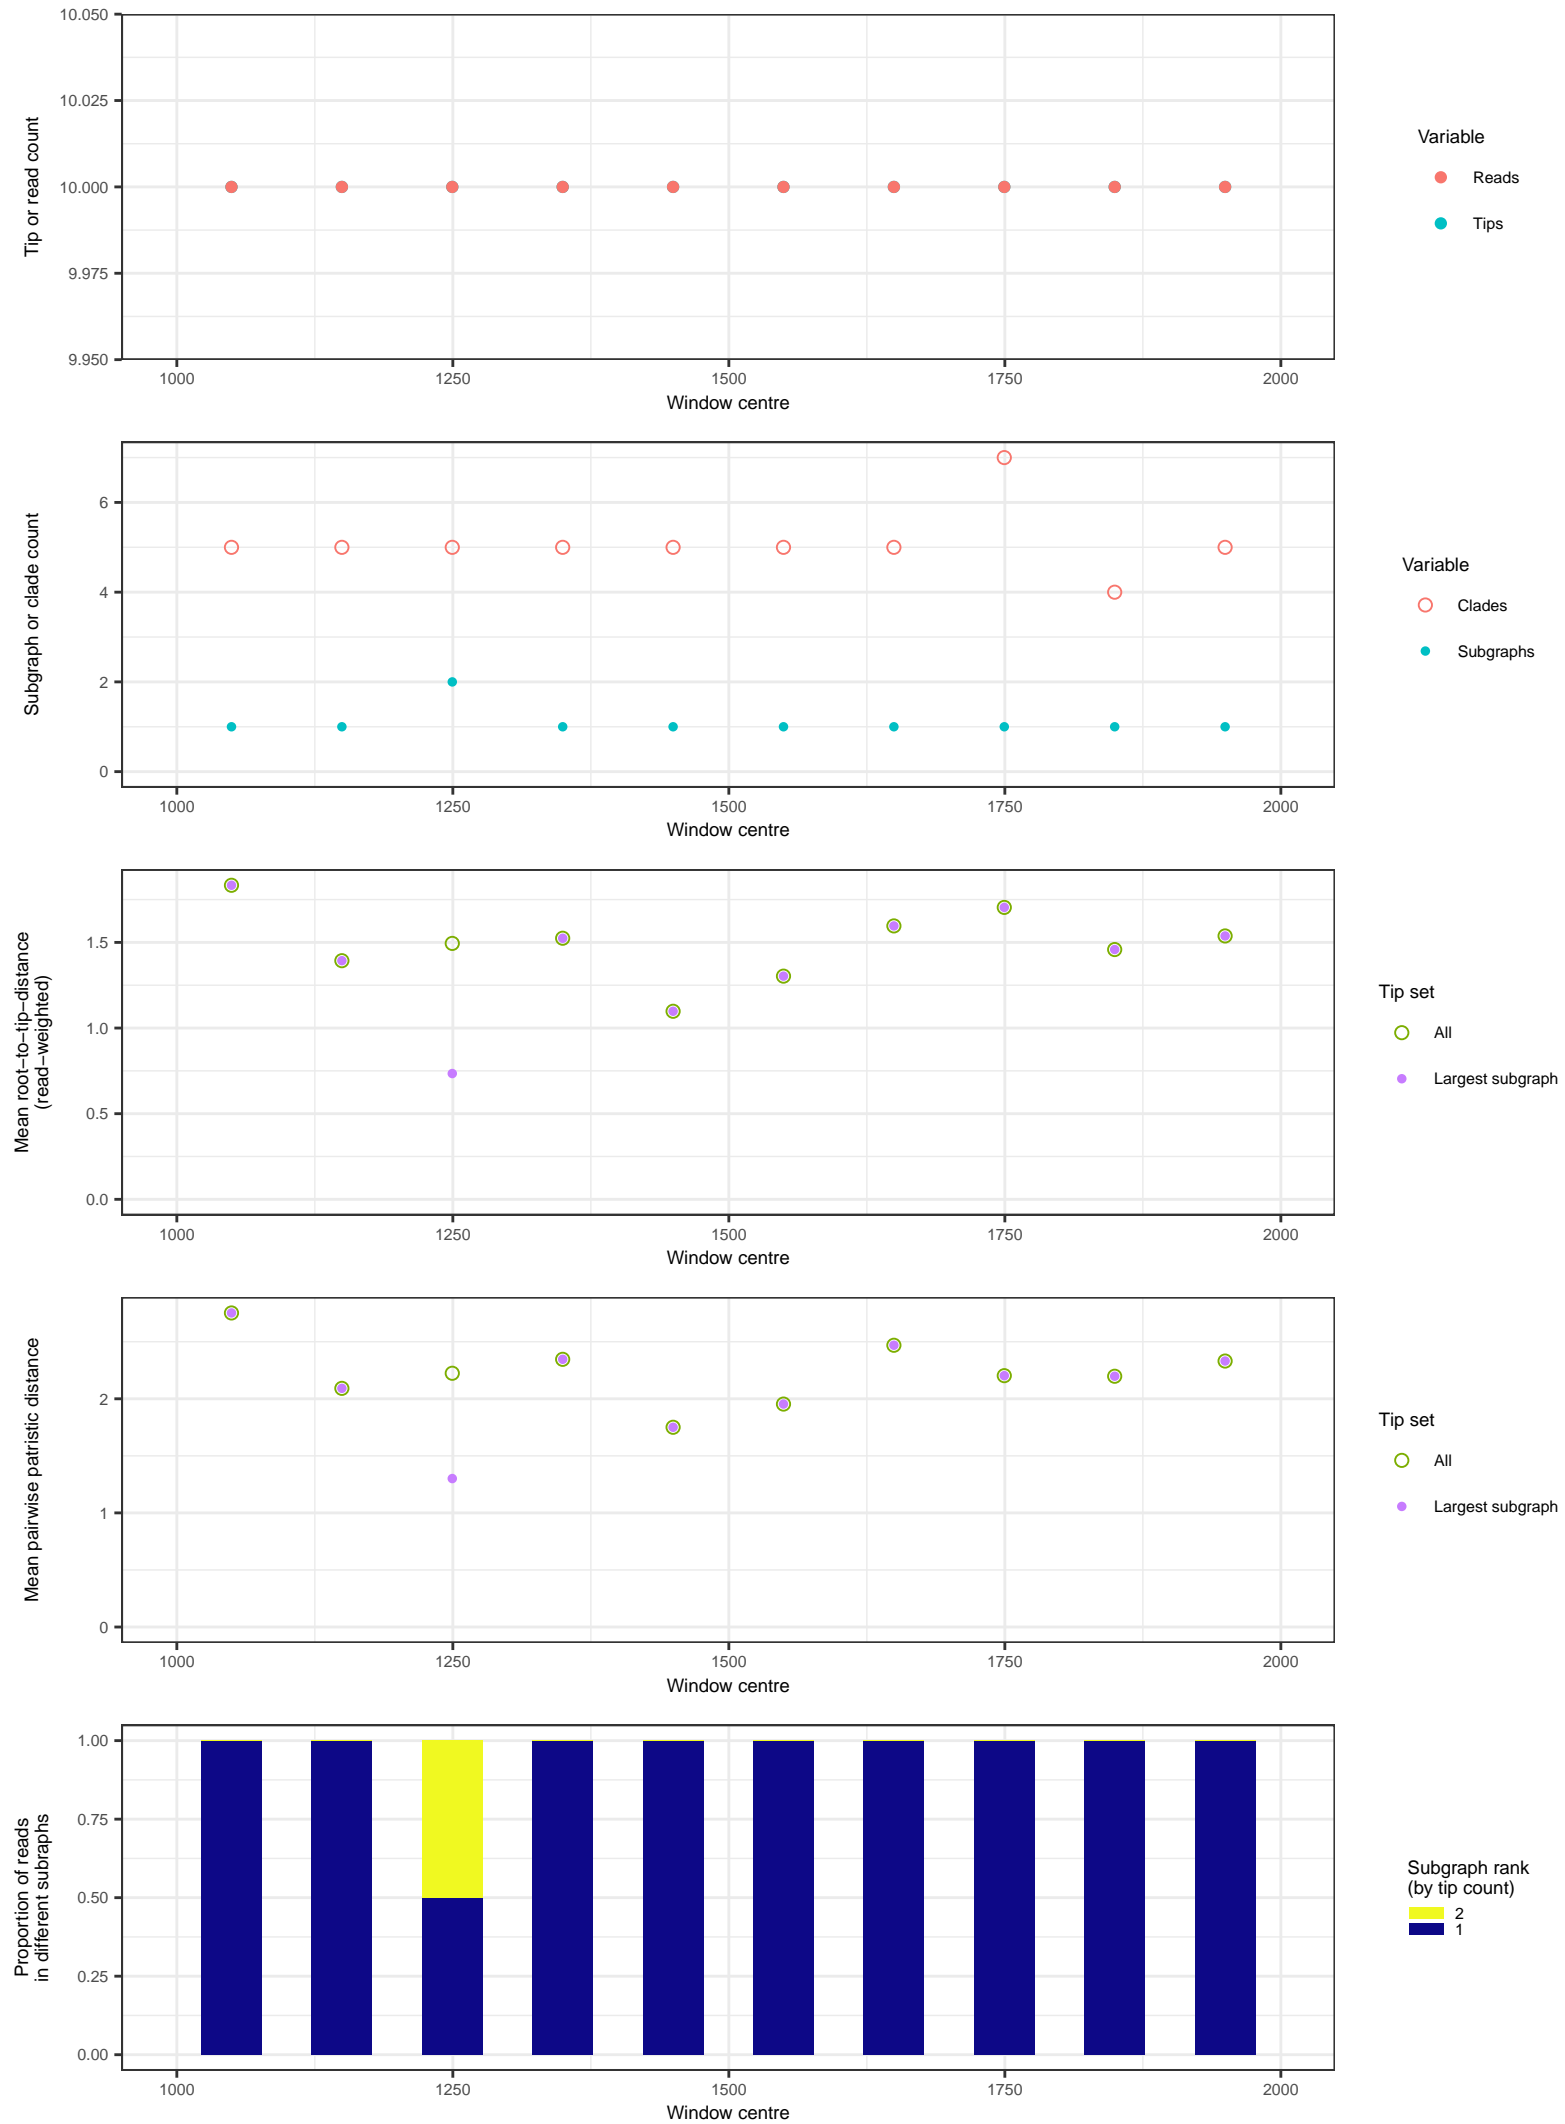 10.050
10.025
10.000
9.975
9.950
Tip or read count
1000 1250 1500 1750 2000
Window centre
Variable
Reads
Tips
6
4
2
0
Subgraph or clade count
1000 1250 1500 1750 2000
Window centre
Variable
Clades
Subgraphs
1.5
1.0
0.5
0.0
Mean root−to−tip−distance
(read−weighted)
1000 1250 1500 1750 2000
Window centre
Tip set
All
Largest subgraph
2
1
0
Mean pairwise patristic distance
1000 1250 1500 1750 2000
Window centre
Tip set
All
Largest subgraph
1.00
0.75
0.50
0.25
0.00
Proportion of reads
in different subraphs
1000 1250 1500 1750 2000
Window centre
Subgraph rank
(by tip count)
2
1